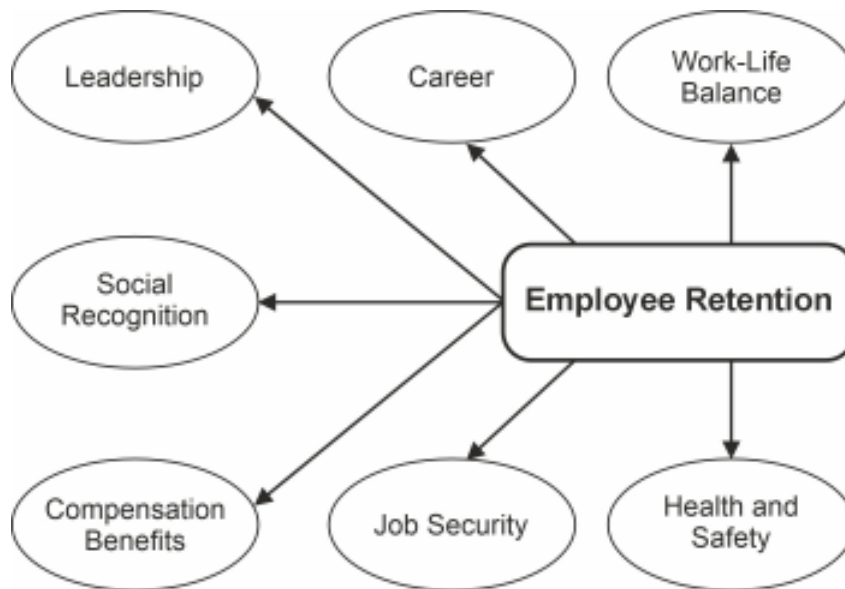 Leadership
Career
Work-Life
Balance
Social
Recognition
Employee Retention
Compensation
Benefits
Job Security
Health and
Safety